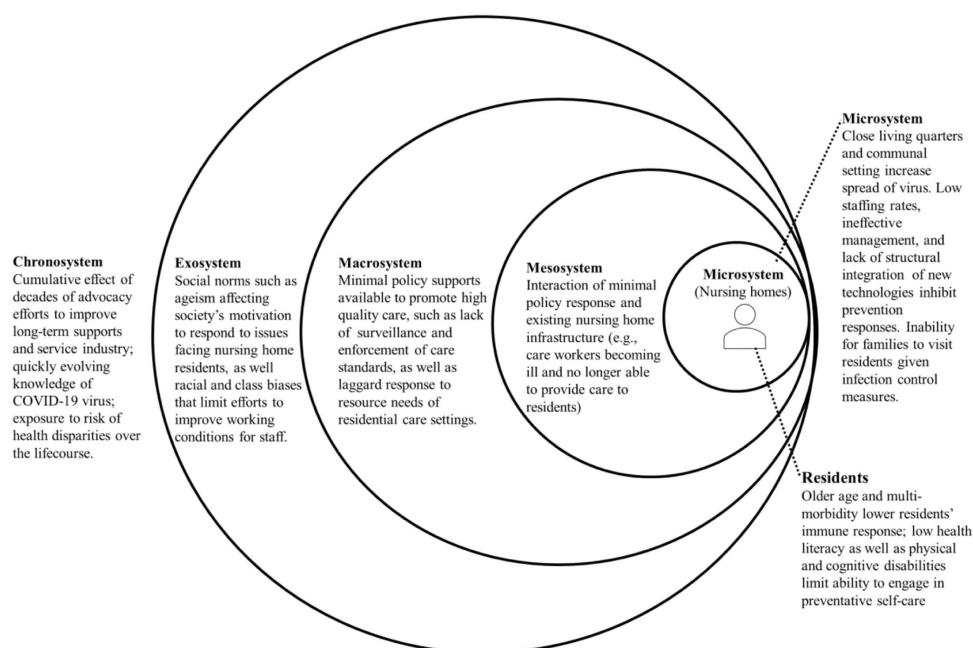 Chronosystem
Cumulative effect of
decades of advocacy
efforts to improve
long-term supports
and service industry;
quickly evolving
knowledge of
COVID-19 virus;
exposure to risk of
health disparities over
the lifecourse.
Exosystem
Social norms such as
ageism affecting
society's motivation
to respond to issues
facing nursing home
residents, as well
racial and class biases
that limit efforts to
improve working
conditions for staff.
Macrosystem
Minimal policy supports
available to promote high
quality care, such as lack
of surveillance and
enforcement of care
standards, as well as
laggard response to
resource needs of
residential care settings.
Mesosystem
Interaction of minimal
policy response and
existing nursing home
infrastructure (e.g.,
care workers becoming
ill and no longer able
to provide care to
residents)
Microsystem
(Nursing homes)
Microsystem
Close living quarters
and communal
setting increase
spread of virus. Low
staffing rates,
ineffective
management, and
lack of structural
integration of new
technologies inhibit
prevention
responses. Inability
for families to visit
residents given
infection control
measures.
Residents
Older age and multi-
morbidity lower residents'
immune response; low health
literacy as well as physical
and cognitive disabilities
limit ability to engage in
preventative self-care